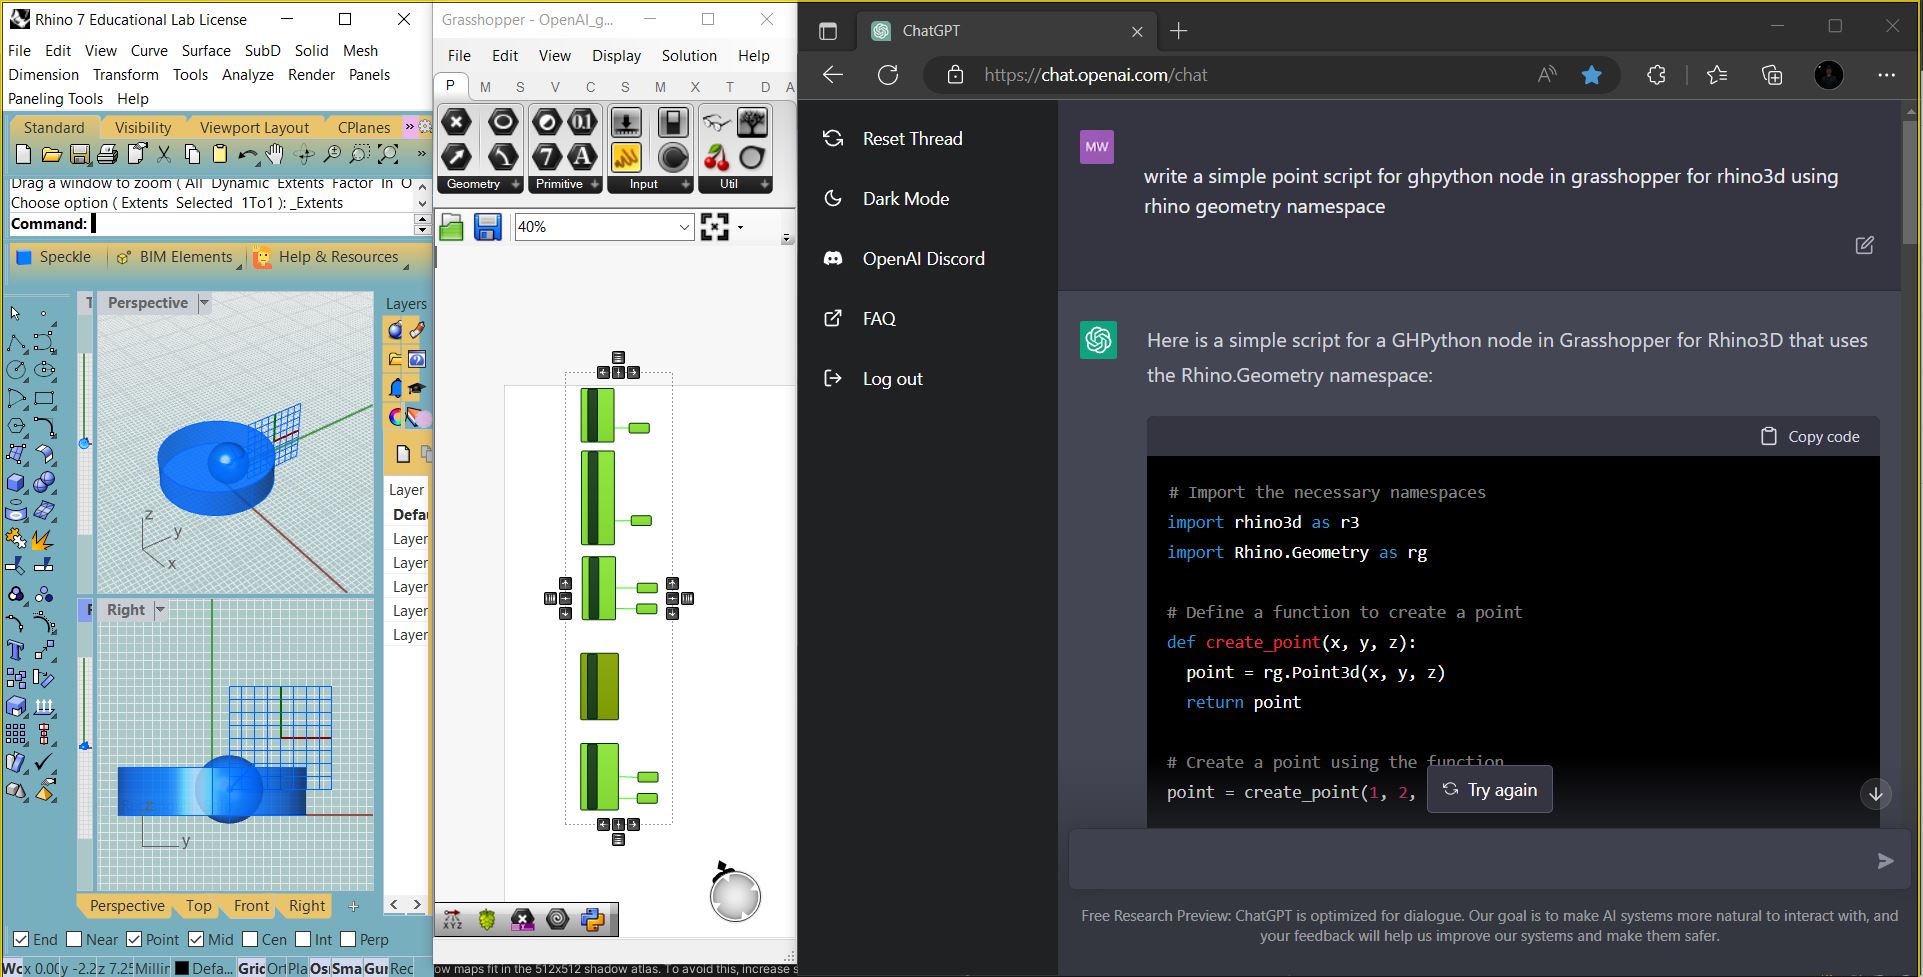 Rhino 7 Educational Lab License
File Edit View Curve Surface SubD Solid Mesh
Dimension Transform Tools Analyze Render Panels
Paneling Tools Help
Standard Visibility Viewport Layout CPlanes »
Drag a window to zoom ( All Dynamic Extents Factor In O
Choose option ( Extents Selected 1To1 ): _Extents
Command:
Speckle BIM Elements Help & Resources
T Perspective
Layers
Layer
Defau
Layer
Layer
Layer
Layer
Layer
z
y
x
Right
z
y
Perspective Top Front Right +
End Near Point Mid Cen Int Perp
x 0.00 y -2.22 z 7.25 Millir Defa... Grid Ort Pla Os Sma Gum Rec
Grasshopper - OpenAI_g...
File Edit View Display Solution Help
P M S V C S M X T D A
Geometry + Primitive + Input + Util +
40%
XYZ
ow maps fit in the 512x512 shadow atlas. To avoid this, increase s
ChatGPT
https://chat.openai.com/chat
Reset Thread
Dark Mode
OpenAI Discord
FAQ
Log out
MW
write a simple point script for ghpython node in grasshopper for rhino3d using
rhino geometry namespace
Here is a simple script for a GHPython node in Grasshopper for Rhino3D that uses
the Rhino.Geometry namespace:
Copy code
# Import the necessary namespaces
import rhino3d as r3
import Rhino.Geometry as rg
# Define a function to create a point
def create_point(x, y, z):
point = rg.Point3d(x, y, z)
return point
# Create a point using the function
point = create_point(1, 2,
Try again
Free Research Preview: ChatGPT is optimized for dialogue. Our goal is to make AI systems more natural to interact with, and
your feedback will help us improve our systems and make them safer.